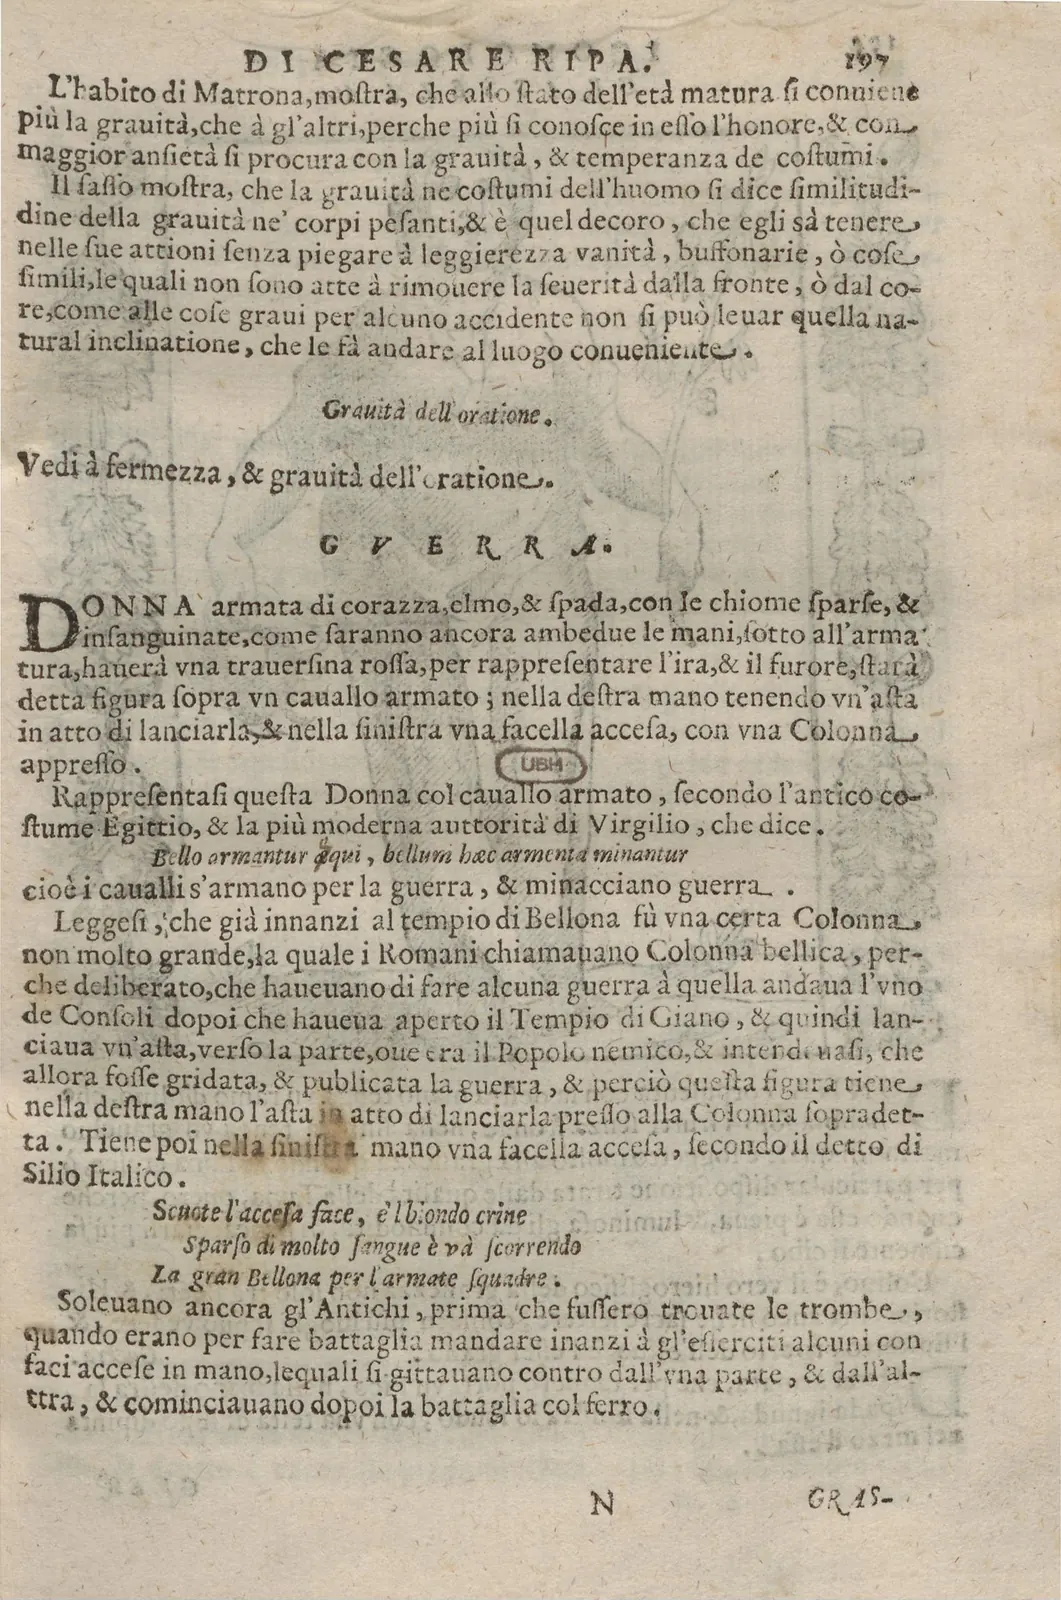 DI CESARE RIPA. 197
L'habito di Matrona,moſtra, che allo ſtato dell'età matura ſi conuiene
più la grauità,che à gl'altri,perche più ſi conoſce in eſſo l'honore,& con
maggior anſietà ſi procura con la grauità, & temperanza de coſtumi.
Il ſaſſo moſtra, che la grauità ne coſtumi dell'huomo ſi dice ſimilitudi-
dine della grauità ne' corpi peſanti,& è quel decoro, che egli sà tenere
nelle ſue attioni ſenza piegare à leggierezza vanità, buffonarie, ò coſe
ſimili,le quali non ſono atte à rimouere la ſeuerità dalla fronte, ò dal co-
re,come alle coſe graui per alcuno accidente non ſi può leuar quella na-
tural inclinatione, che le fà andare al luogo conueniente.
Grauità dell'oratione.
Vedi à fermezza, & grauità dell'oratione.
GVERRA.
DONNA armata di corazza,elmo,& ſpada,con le chiome ſparſe, &
inſanguinate,come ſaranno ancora ambedue le mani,ſotto all'arma
tura,hauerà vna trauerſina roſſa,per rappreſentare l'ira,& il furore,ſtarà
detta figura ſopra vn cauallo armato; nella deſtra mano tenendo vn'aſta
in atto di lanciarla,& nella ſiniſtra vna facella acceſa, con vna Colonna
appreſſo.
UBH
Rappreſentaſi queſta Donna col cauallo armato, ſecondo l'antico co-
ſtume Egittio, & la più moderna auttorità di Virgilio, che dice.
Bello armantur equi, bellum hæc armenta minantur
cioè i caualli s'armano per la guerra, & minacciano guerra.
Leggeſi, che già innanzi al tempio di Bellona fù vna certa Colonna
non molto grande,la quale i Romani chiamauano Colonna bellica, per-
che deliberato,che haueuano di fare alcuna guerra à quella andaua l'vno
de Conſoli dopoi che haueua aperto il Tempio di Giano, & quindi lan-
ciaua vn'aſta,verſo la parte,oue era il Popolo nemico,& intendeuaſi, che
allora foſſe gridata, & publicata la guerra, & perciò queſta figura tiene
nella deſtra mano l'aſta in atto di lanciarla preſſo alla Colonna ſopradet-
ta. Tiene poi nella ſiniſtra mano vna facella acceſa, ſecondo il detto di
Silio Italico.
Scuote l'acceſa face, e'l biondo crine
Sparſo di molto ſangue è và ſcorrendo
La gran Bellona per l'armate ſquadre.
Soleuano ancora gl'Antichi, prima che fuſſero trouate le trombe,
quando erano per fare battaglia mandare inanzi à gl'eſſerciti alcuni con
faci acceſe in mano,lequali ſi gittauano contro dall'vna parte, & dall'al-
ttra, & cominciauano dopoi la battaglia col ferro.
N GRAS-